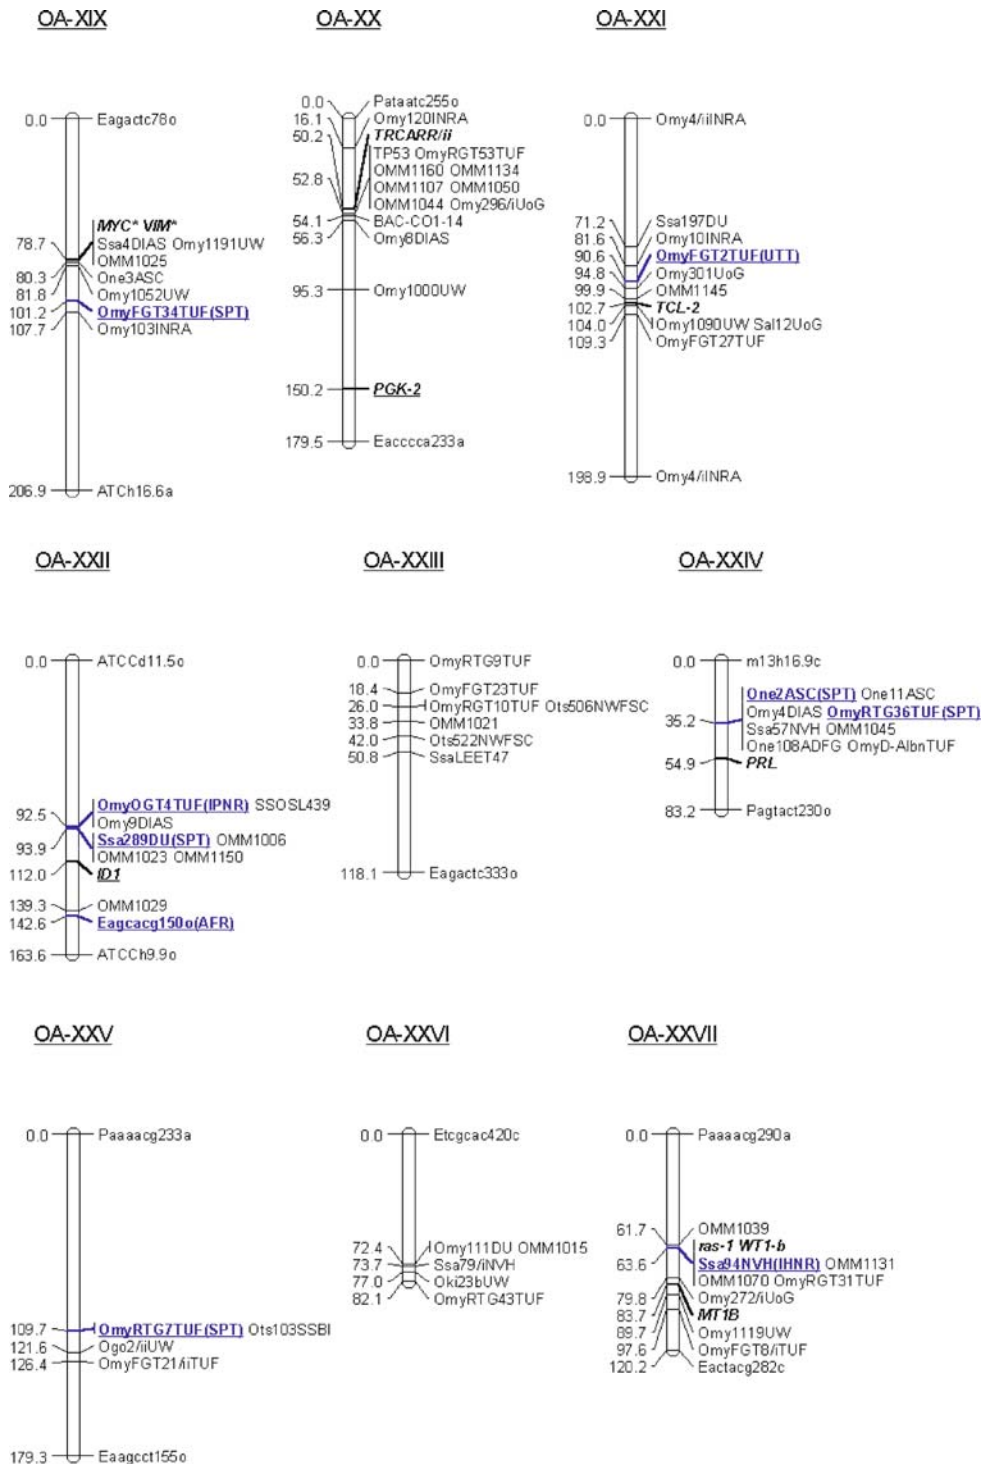 OA-XIX
0.0 Eagactc78o
MYC* VIM*
78.7 Ssa4DIAS Omy1191UW
OMM1025
80.3 One3ASC
81.8 Omy1052UW
101.2 OmyFGT34TUF(SPT)
107.7 Omy103INRA
206.9 ATCh16.6a
OA-XX
0.0 Pataatc255o
16.1 Omy120INRA
50.2 TRCARR/ii
TP53 OmyRGT53TUF
52.8 OMM1160 OMM1134
OMM1107 OMM1050
OMM1044 Omy296/iUoG
54.1 BAC-CO1-14
56.3 Omy8DIAS
95.3 Omy1000UW
150.2 PGK-2
179.5 Eacccca233a
OA-XXI
0.0 Omy4/iiINRA
71.2 Ssa197DU
81.6 Omy10INRA
90.6 OmyFGT2TUF(UTT)
94.8 Omy301UoG
99.9 OMM1145
102.7 TCL-2
104.0 Omy1090UW Sal12UoG
109.3 OmyFGT27TUF
198.9 Omy4/iINRA
OA-XXII
0.0 ATCCd11.5o
92.5 OmyOGT4TUF(IPNR) SSOSL439
Omy9DIAS
93.9 Ssa289DU(SPT) OMM1006
OMM1023 OMM1150
112.0 ID1
139.3 OMM1029
142.6 Eagcacg150o(AFR)
163.6 ATCCh9.9o
OA-XXIII
0.0 OmyRTG9TUF
18.4 OmyFGT23TUF
26.0 OmyRGT10TUF Ots506NWFSC
33.8 OMM1021
42.0 Ots522NWFSC
50.8 SsaLEET47
118.1 Eagactc333o
OA-XXIV
0.0 m13h16.9c
One2ASC(SPT) One11ASC
35.2 Omy4DIAS OmyRTG36TUF(SPT)
Ssa57NVH OMM1045
One108ADFG OmyD-AlbnTUF
54.9 PRL
83.2 Pagtact230o
OA-XXV
0.0 Paaaacg233a
109.7 OmyRTG7TUF(SPT) Ots103SSBI
121.6 Ogo2/iiUW
126.4 OmyFGT21/iiTUF
179.3 Eaagcct155o
OA-XXVI
0.0 Etcgcac420c
72.4 Omy111DU OMM1015
73.7 Ssa79/iNVH
77.0 Oki23bUW
82.1 OmyRTG43TUF
OA-XXVII
0.0 Paaaacg290a
61.7 OMM1039
ras-1 WT1-b
63.6 Ssa94NVH(IHNR) OMM1131
OMM1070 OmyRGT31TUF
79.8 Omy272/iUoG
83.7 MT1B
89.7 Omy1119UW
97.6 OmyFGT8/iTUF
120.2 Eactacg282c